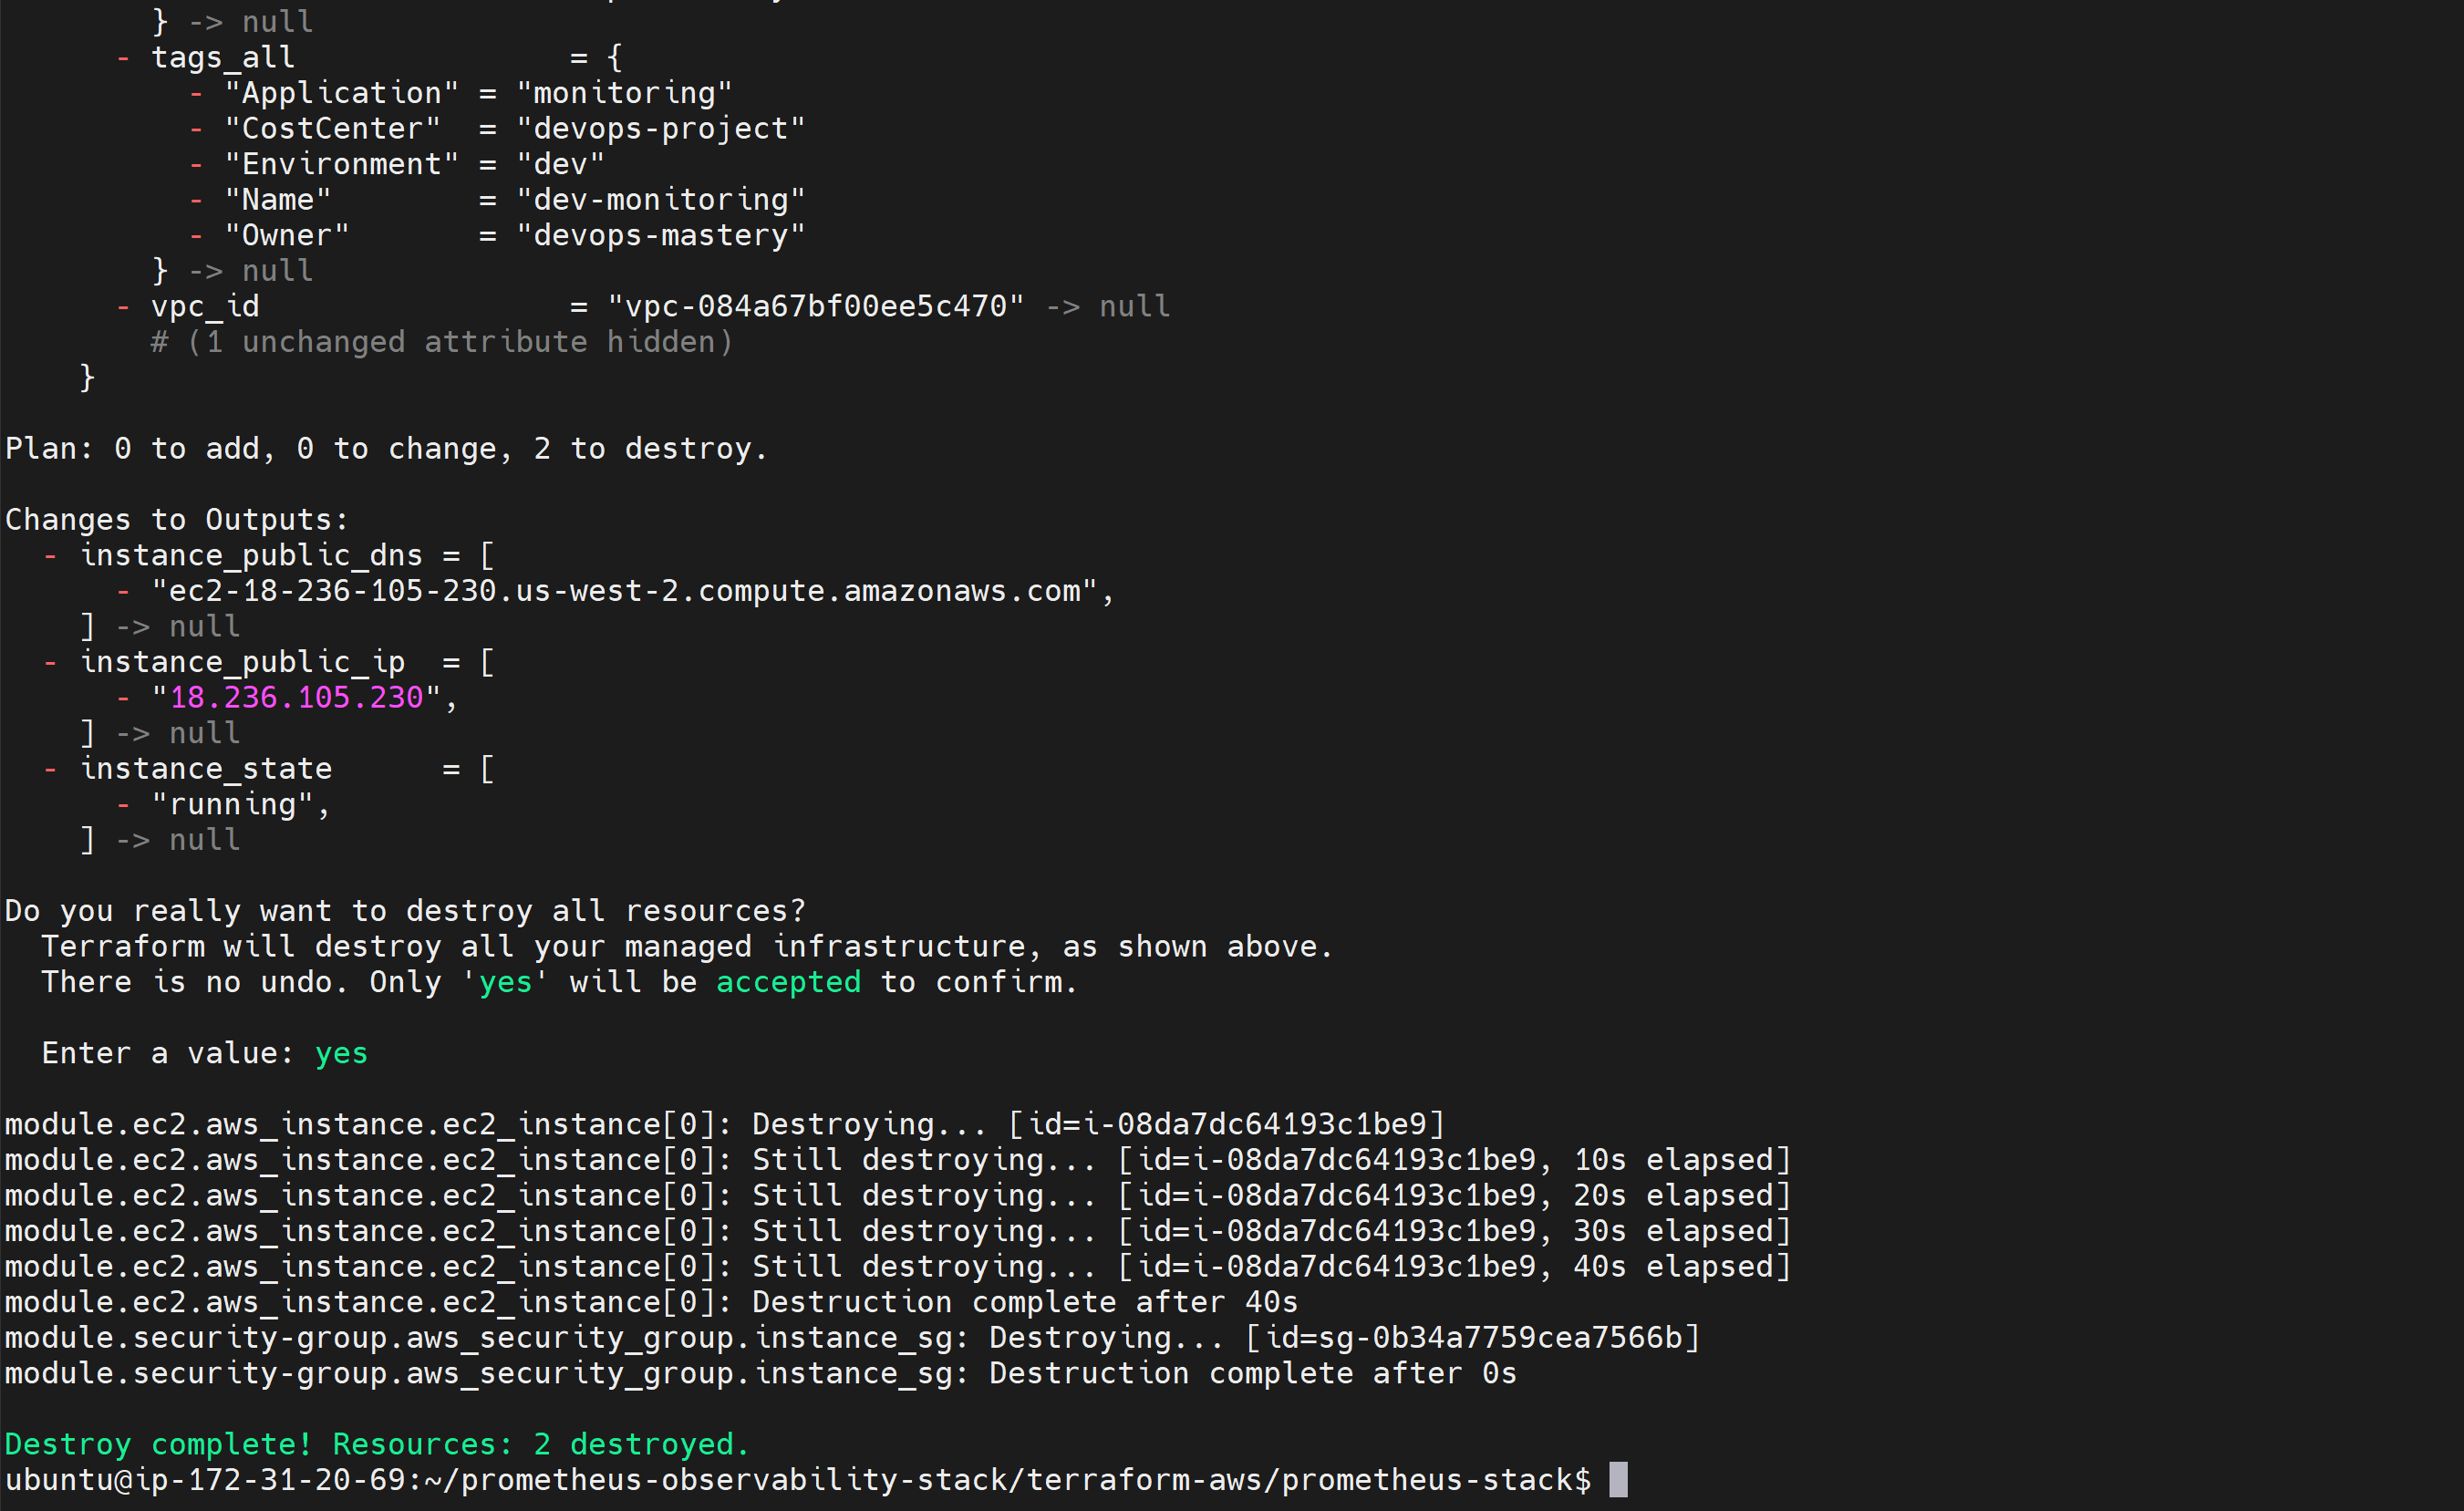 } -> null
- tags_all = {
- "Application" = "monitoring"
- "CostCenter" = "devops-project"
- "Environment" = "dev"
- "Name" = "dev-monitoring"
- "Owner" = "devops-mastery"
} -> null
- vpc_id = "vpc-084a67bf00ee5c470" -> null
# (1 unchanged attribute hidden)
}
Plan: 0 to add, 0 to change, 2 to destroy.
Changes to Outputs:
- instance_public_dns = [
- "ec2-18-236-105-230.us-west-2.compute.amazonaws.com",
] -> null
- instance_public_ip = [
- "18.236.105.230",
] -> null
- instance_state = [
- "running",
] -> null
Do you really want to destroy all resources?
Terraform will destroy all your managed infrastructure, as shown above.
There is no undo. Only 'yes' will be accepted to confirm.
Enter a value: yes
module.ec2.aws_instance.ec2_instance[0]: Destroying... [id=i-08da7dc64193c1be9]
module.ec2.aws_instance.ec2_instance[0]: Still destroying... [id=i-08da7dc64193c1be9, 10s elapsed]
module.ec2.aws_instance.ec2_instance[0]: Still destroying... [id=i-08da7dc64193c1be9, 20s elapsed]
module.ec2.aws_instance.ec2_instance[0]: Still destroying... [id=i-08da7dc64193c1be9, 30s elapsed]
module.ec2.aws_instance.ec2_instance[0]: Still destroying... [id=i-08da7dc64193c1be9, 40s elapsed]
module.ec2.aws_instance.ec2_instance[0]: Destruction complete after 40s
module.security-group.aws_security_group.instance_sg: Destroying... [id=sg-0b34a7759cea7566b]
module.security-group.aws_security_group.instance_sg: Destruction complete after 0s
Destroy complete! Resources: 2 destroyed.
ubuntu@ip-172-31-20-69:~/prometheus-observability-stack/terraform-aws/prometheus-stack$